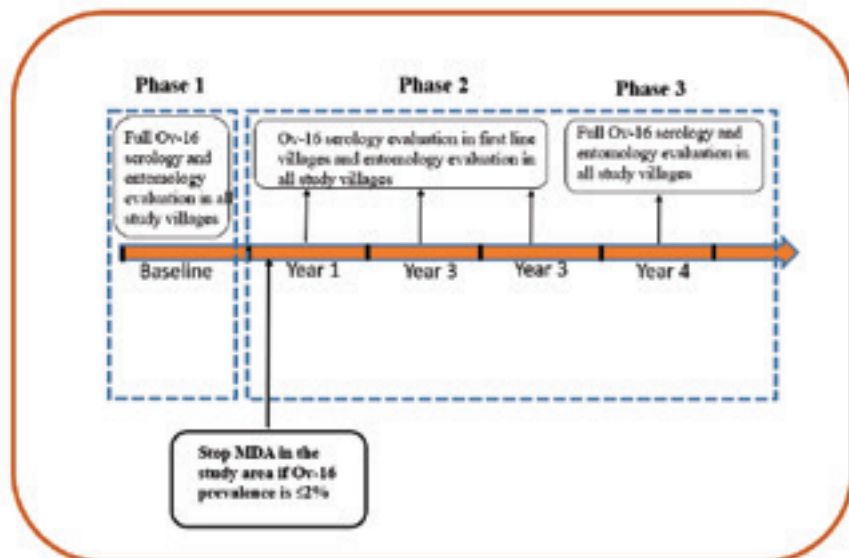 Phase 1
Phase 2
Phase 3
Full Ov-16
serology and
entomology
evaluation in all
study villages
Ov-16 serology evaluation in first line
villages and entomology evaluation in
all study villages
Full Ov-16 serology and
entomology evaluation in
all study villages
Baseline
Year 1
Year 3
Year 3
Year 4
Stop MDA in the
study area if Ov-16
prevalence is ≤2%